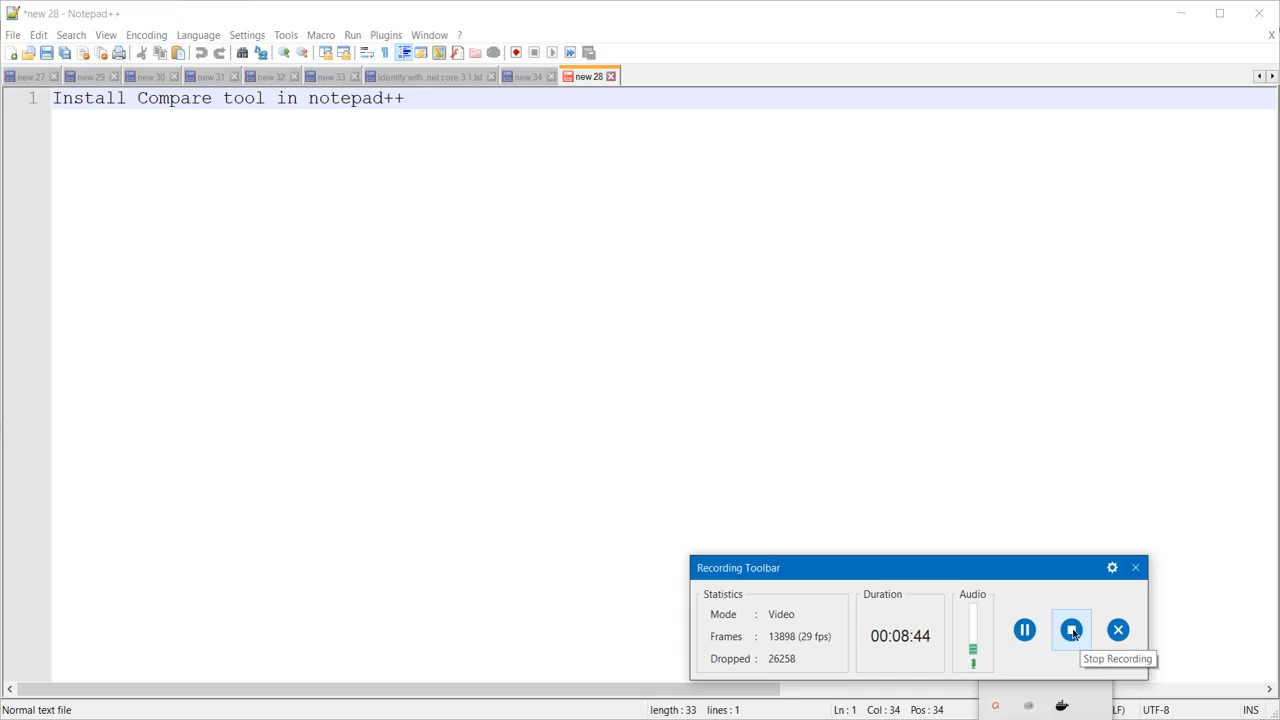 *new 28 - Notepad++
File Edit Search View Encoding Language Settings Tools Macro Run Plugins Window ? X
new 27 new 29 new 30 new 31 new 32 new 33 Identity with .net core 3.1.txt new 34 new 28
1 Install Compare tool in notepad++
Recording Toolbar
Statistics Duration Audio
Mode : Video
Frames : 13898 (29 fps)
00:08:44
Dropped : 26258
Stop Recording
Normal text file length : 33 lines : 1 Ln : 1 Col : 34 Pos : 34 LF) UTF-8 INS